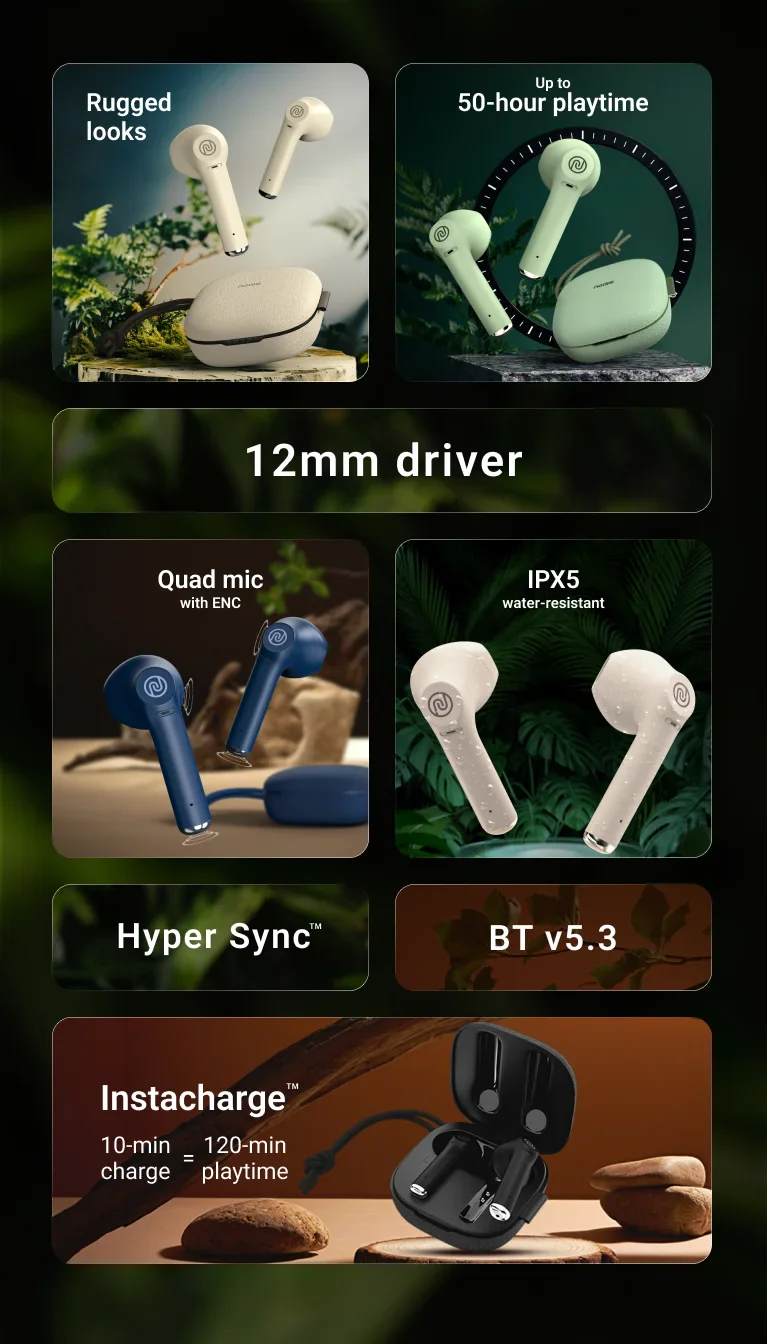 Rugged
looks
Up to
50-hour playtime
12mm driver
Quad mic
with ENC
IPX5
water-resistant
Hyper Sync™
BT v5.3
Instacharge™
10-min
charge
=
120-min
playtime